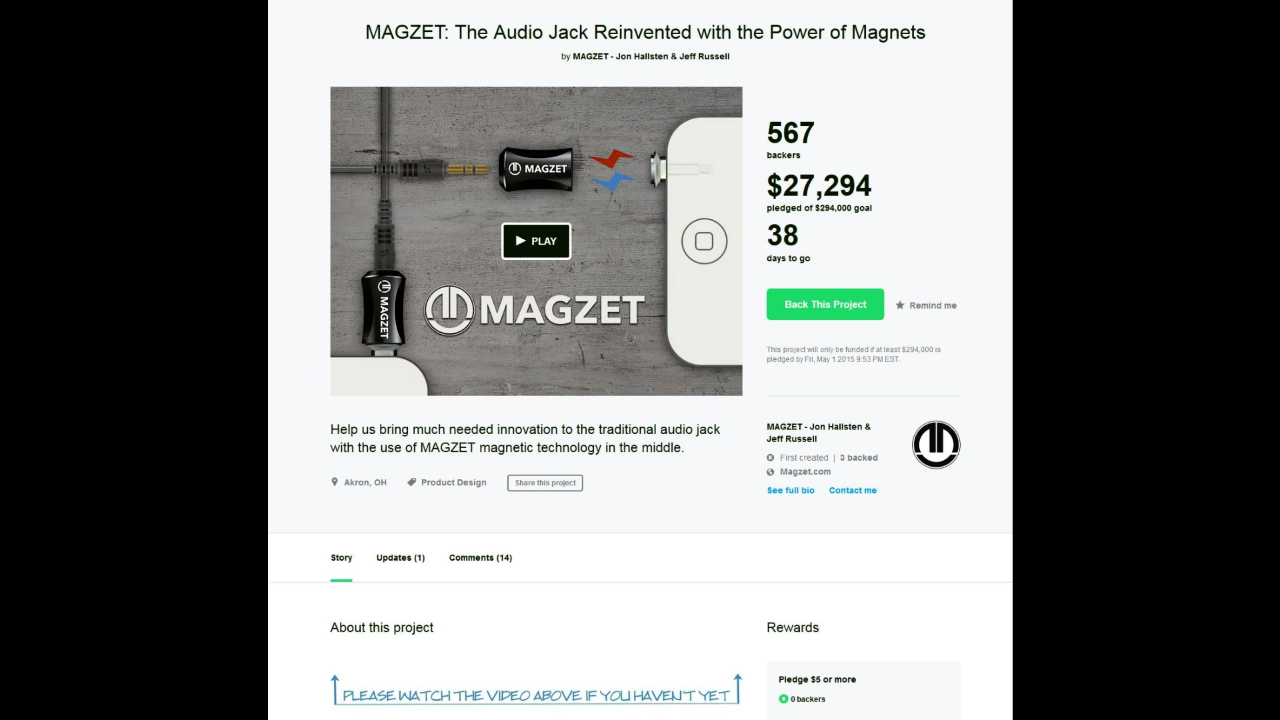 MAGZET: The Audio Jack Reinvented with the Power of Magnets
by MAGZET - Jon Hallsten & Jeff Russell
MAGZET
PLAY
MAGZET
MAGZET
567
backers
$27,294
pledged of $294,000 goal
38
days to go
Back This Project
Remind me
This project will only be funded if at least $294,000 is
pledged by Fri, May 1 2015 9:53 PM EST.
Help us bring much needed innovation to the traditional audio jack
with the use of MAGZET magnetic technology in the middle.
Akron, OH Product Design Share this project
MAGZET - Jon Hallsten &
Jeff Russell
First created | 3 backed
Magzet.com
See full bio Contact me
Story Updates (1) Comments (14)
About this project
PLEASE WATCH THE VIDEO ABOVE IF YOU HAVEN'T YET
Rewards
Pledge $5 or more
0 backers